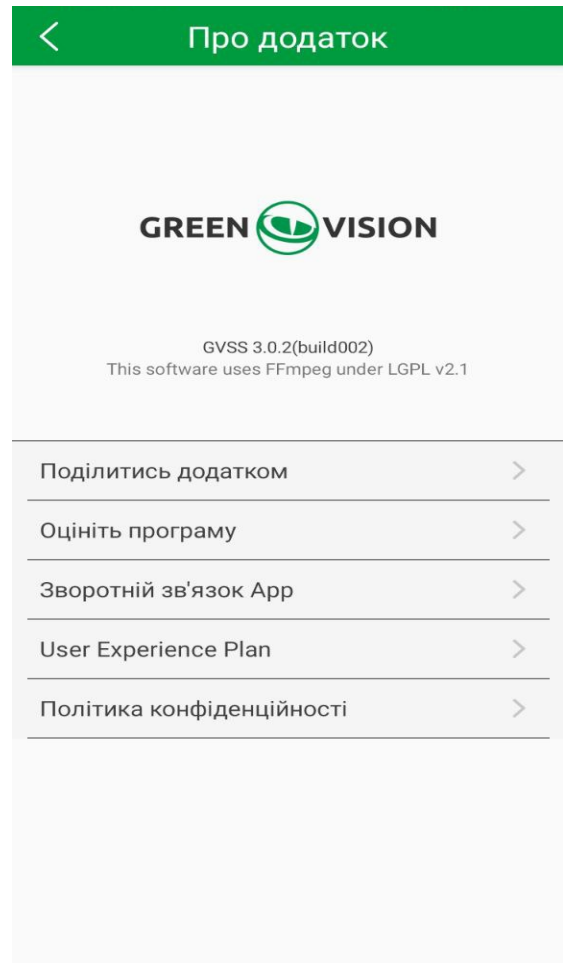 Про додаток
GREEN VISION
GVSS 3.0.2(build002)
This software uses FFmpeg under LGPL v2.1
Поділитись додатком
Оцініть програму
Зворотній зв'язок App
User Experience Plan
Політика конфіденційності